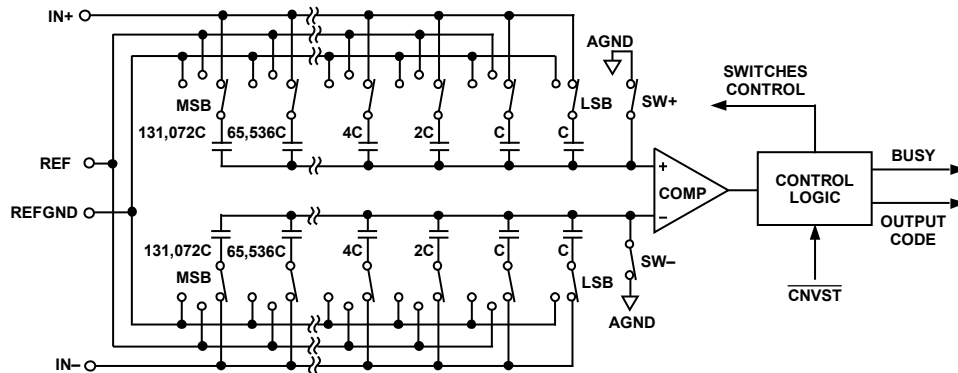 IN+
AGND
SWITCHES
CONTROL
MSB
LSB
SW+
131,072C
65,536C
4C
2C
C
C
BUSY
REF
+
COMP
−
CONTROL
LOGIC
REFGND
OUTPUT
CODE
131,072C
65,536C
4C
2C
C
C
MSB
LSB
SW−
CNVST
AGND
IN−